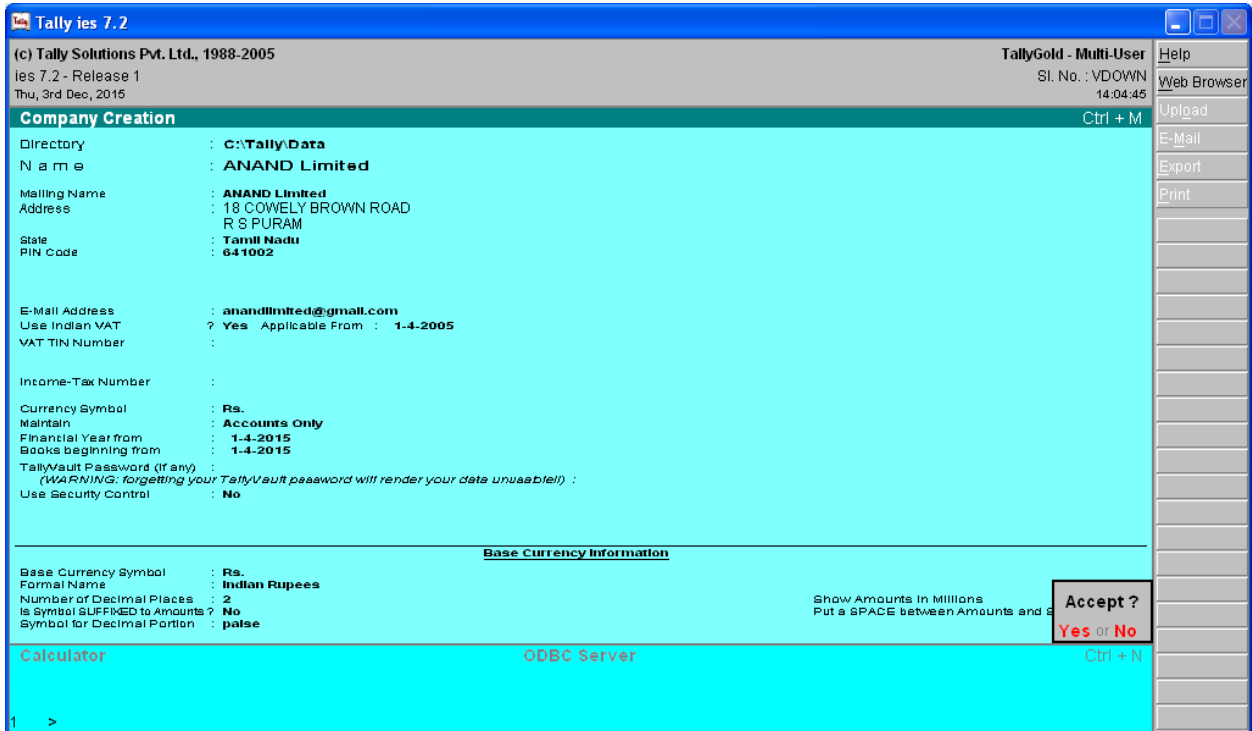 Tally ies 7.2
(c) Tally Solutions Pvt. Ltd., 1988-2005 TallyGold - Multi-User
ies 7.2 - Release 1 Sl. No. : VDOWN
Thu, 3rd Dec, 2015 14:04:45
Help
Web Browser
Upload
E-Mail
Export
Print
Company Creation Ctrl + M
Directory : C:\Tally\Data
Name : ANAND Limited
Mailing Name : ANAND Limited
Address : 18 COWELY BROWN ROAD
R S PURAM
State : Tamil Nadu
PIN Code : 641002
E-Mail Address : anandlimited@gmail.com
Use Indian VAT ? Yes Applicable From : 1-4-2005
VAT TIN Number :
Income-Tax Number :
Currency Symbol : Rs.
Maintain : Accounts Only
Financial Year from : 1-4-2015
Books beginning from : 1-4-2015
TallyVault Password (if any) :
(WARNING: forgetting your TallyVault password will render your data unusable!!) :
Use Security Control : No
Base Currency Information
Base Currency Symbol : Rs.
Formal Name : Indian Rupees
Number of Decimal Places : 2 Show Amounts in Millions
Is Symbol SUFFIXED to Amounts ? No Put a SPACE between Amounts and S
Symbol for Decimal Portion : paise
Accept ?
Yes or No
Calculator ODBC Server Ctrl + N
1 >